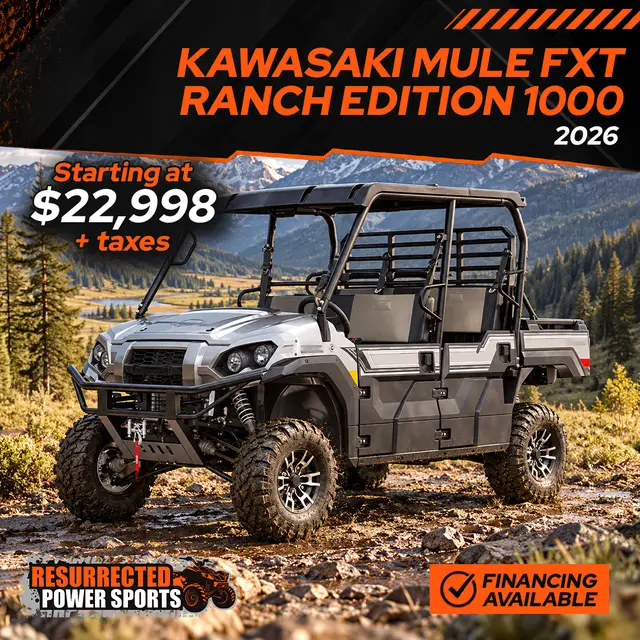 KAWASAKI MULE FXT
RANCH EDITION 1000
2026
Starting at
$22,998
+ taxes
RESURRECTED
POWER SPORTS
FINANCING
AVAILABLE